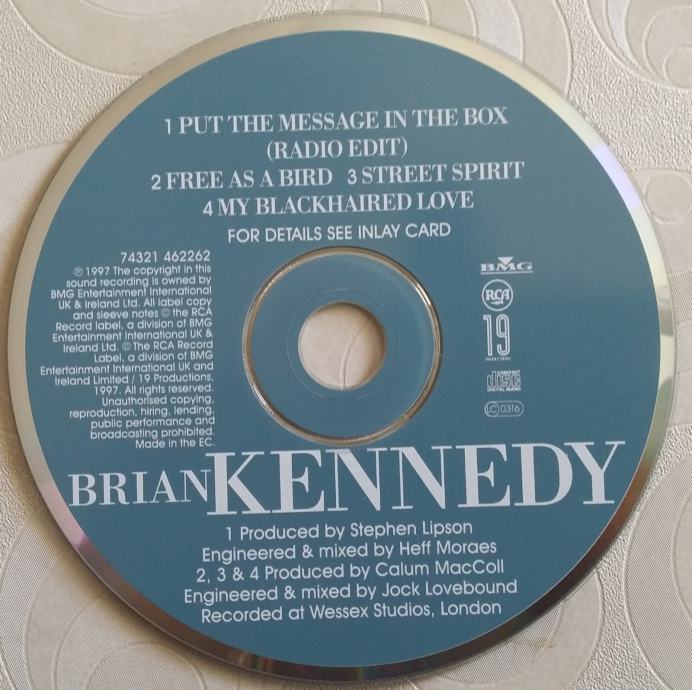 1 PUT THE MESSAGE IN THE BOX
(RADIO EDIT)
2 FREE AS A BIRD 3 STREET SPIRIT
4 MY BLACKHAIRED LOVE
FOR DETAILS SEE INLAY CARD
74321 462262
℗ 1997 The copyright in this
sound recording is owned by
BMG Entertainment International
UK & Ireland Ltd. All label copy
and sleeve notes © the RCA
Record label, a division of BMG
Entertainment International UK &
Ireland Ltd. © The RCA Record
Label, a division of BMG
Entertainment International UK and
Ireland Limited / 19 Productions,
1997. All rights reserved.
Unauthorised copying,
reproduction, hiring, lending,
public performance and
broadcasting prohibited.
Made in the EC.
BMG
RCA
19
COMPACT
disc
DIGITAL AUDIO
LC 0316
BRIAN KENNEDY
1 Produced by Stephen Lipson
Engineered & mixed by Heff Moraes
2, 3 & 4 Produced by Calum MacColl
Engineered & mixed by Jock Lovebound
Recorded at Wessex Studios, London